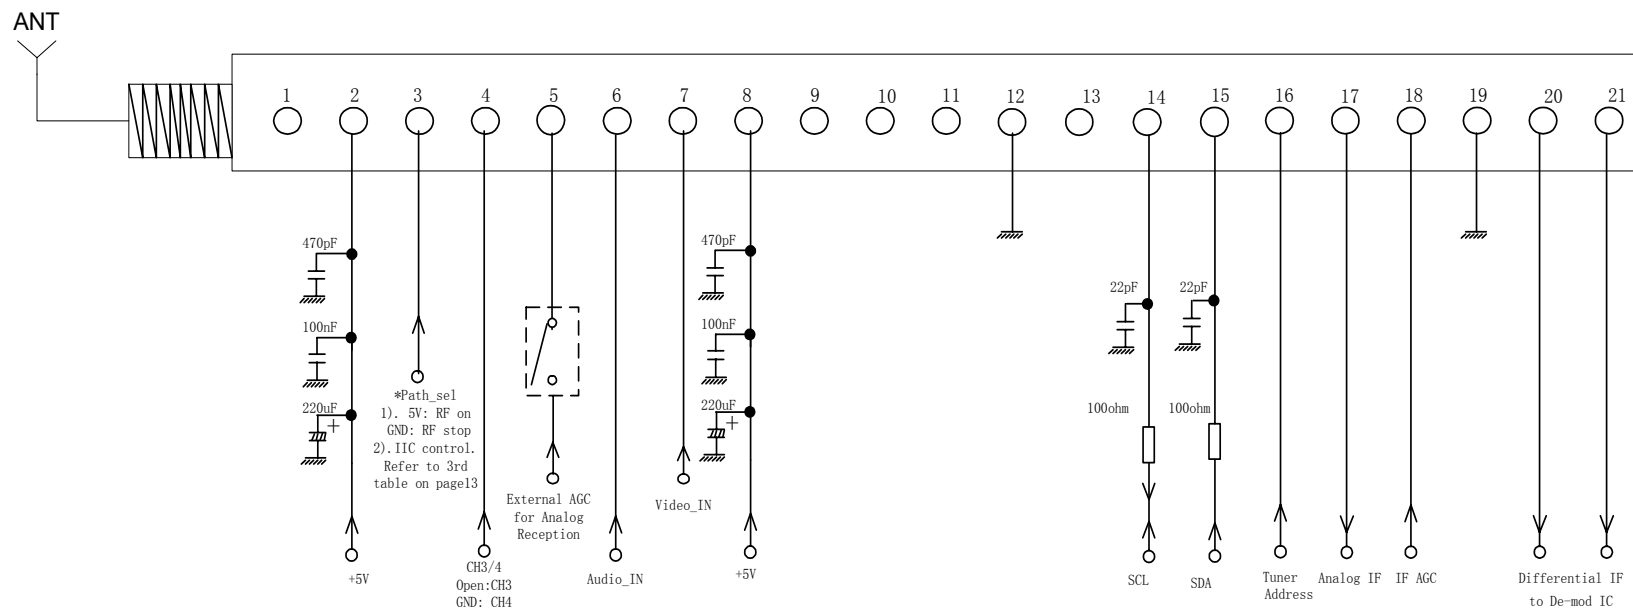 ANT
1 2 3 4 5 6 7 8 9 10 11 12 13 14 15 16 17 18 19 20 21
470pF
100nF
220uF
+
+5V
*Path_sel
1). 5V: RF on
GND: RF stop
2).IIC control.
Refer to 3rd
table on page13
CH3/4
Open:CH3
GND: CH4
External AGC
for Analog
Reception
Audio_IN
Video_IN
470pF
100nF
220uF
+
+5V
22pF
100ohm
SCL
22pF
100ohm
SDA
Tuner
Address
Analog IF
IF AGC
Differential IF
to De-mod IC